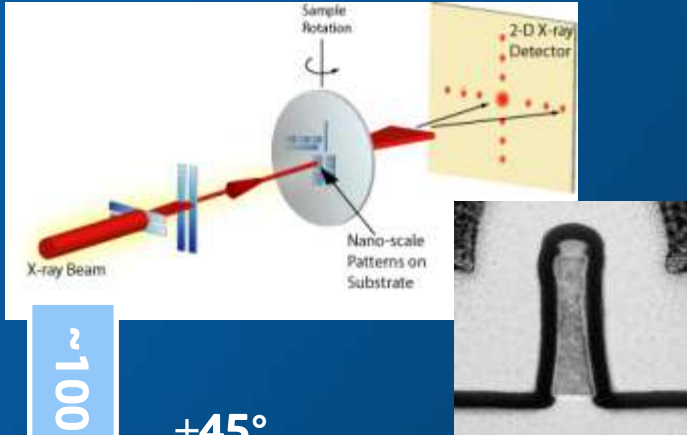 Sample
Rotation
2-D X-ray
Detector
X-ray Beam
Nano-scale
Patterns on
Substrate
~100
±45°